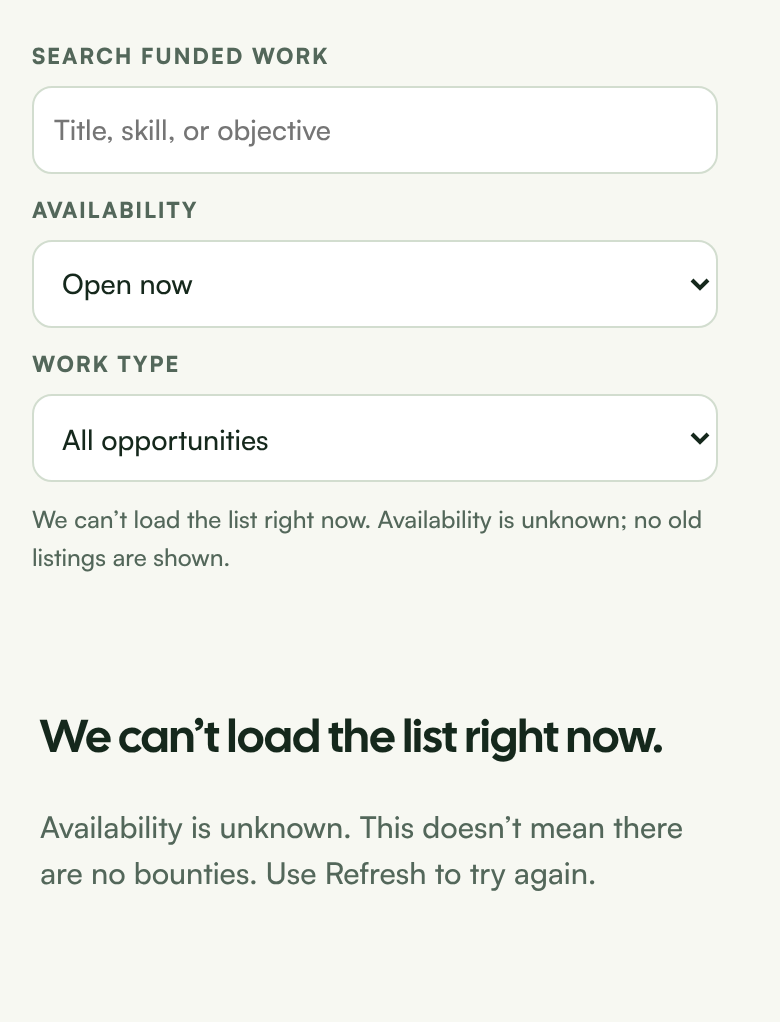 SEARCH FUNDED WORK
Title, skill, or objective
AVAILABILITY
Open now
WORK TYPE
All opportunities
We can’t load the list right now. Availability is unknown; no old
listings are shown.
We can’t load the list right now.
Availability is unknown. This doesn’t mean there
are no bounties. Use Refresh to try again.